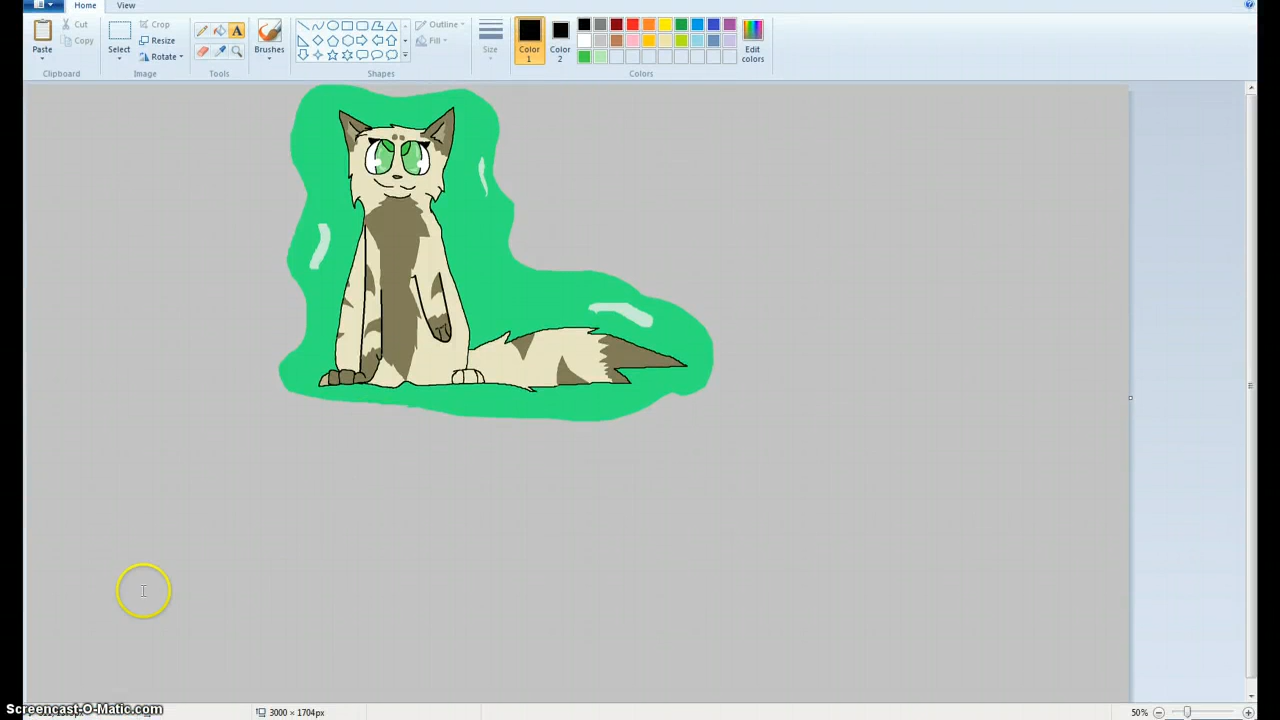 Home View
Paste
Cut
Copy
Clipboard
Select
Crop
Resize
Rotate
Image
A
Tools
Brushes
Outline
Fill
Shapes
Size
Color 1
Color 2
Edit colors
Colors
Screencast-O-Matic.com
3000 × 1704px
50%